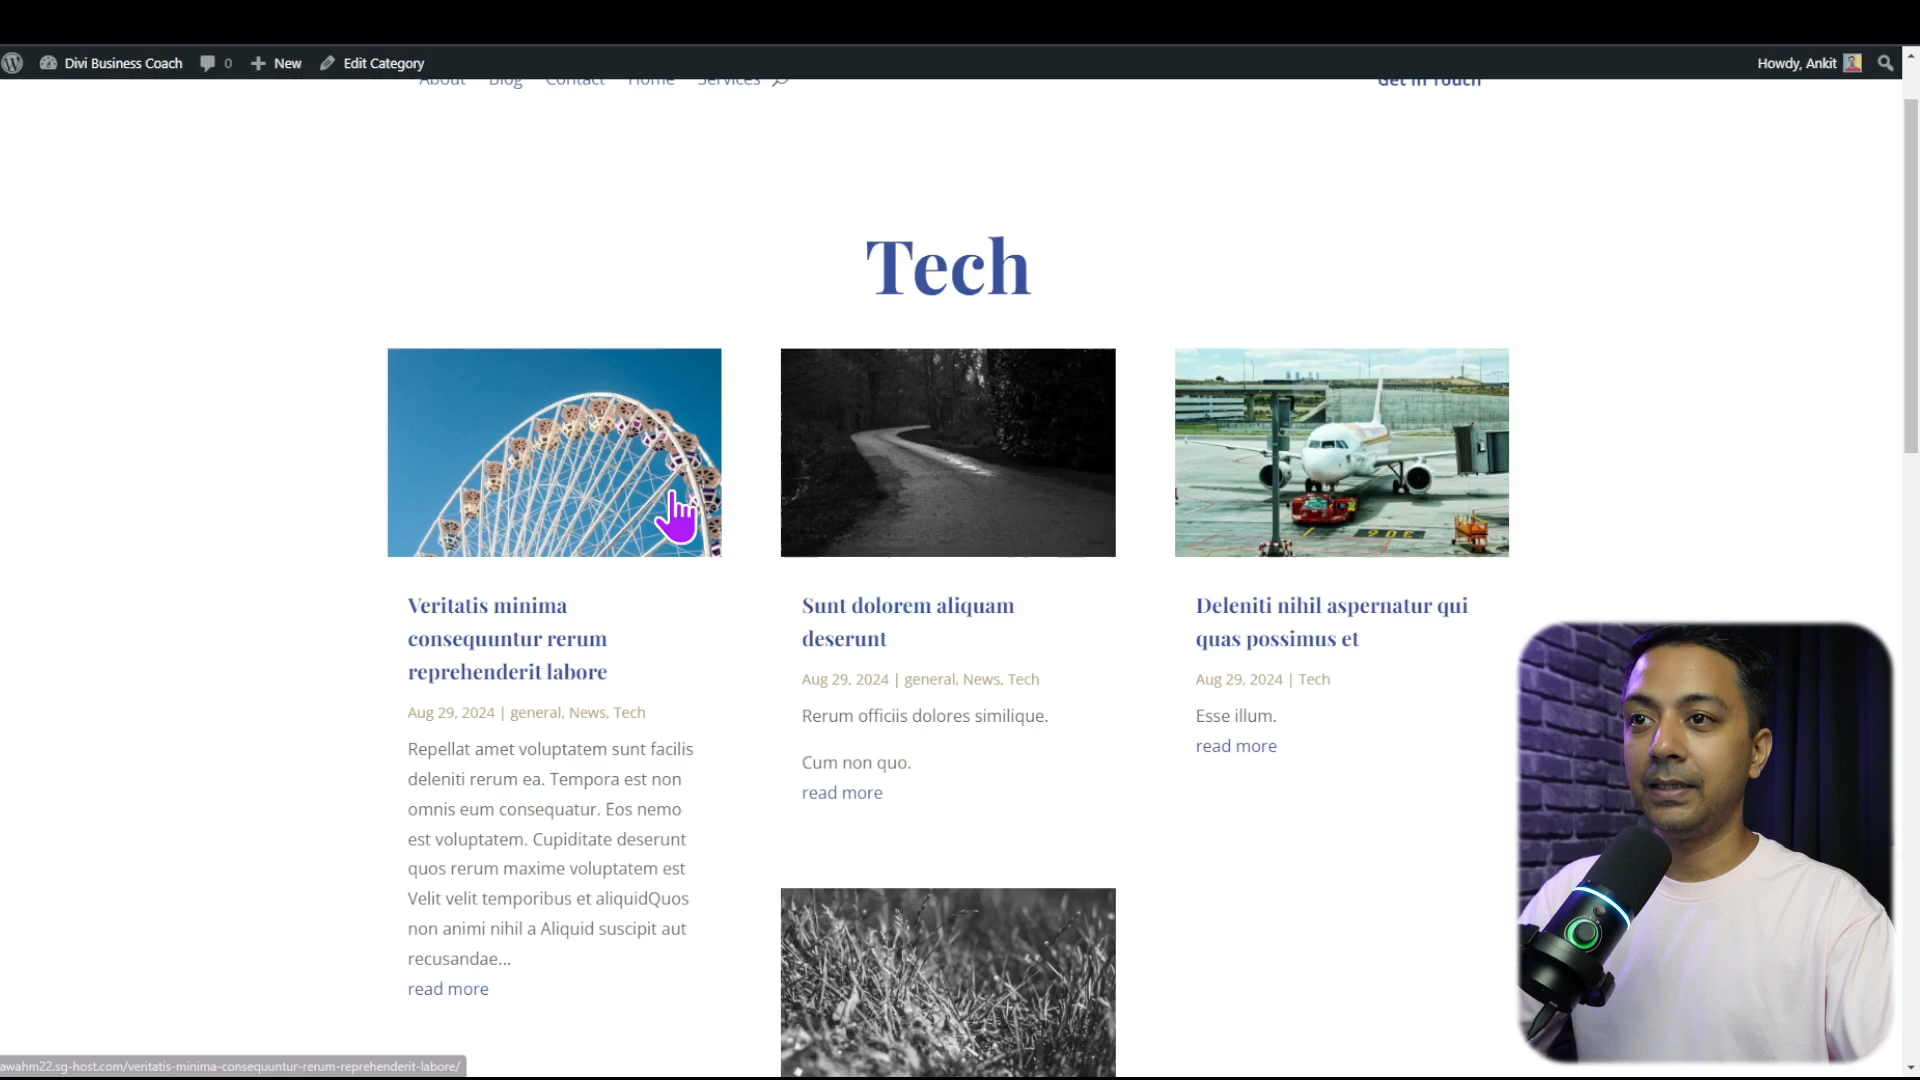 Divi Business Coach 0 New Edit Category Howdy, Ankit
About Blog Contact Home Services Get In Touch
Tech
Veritatis minima
consequuntur rerum
reprehenderit labore
Aug 29, 2024 | general, News, Tech
Repellat amet voluptatem sunt facilis
deleniti rerum ea. Tempora est non
omnis eum consequatur. Eos nemo
est voluptatem. Cupiditate deserunt
quos rerum maxime voluptatem est
Velit velit temporibus et aliquidQuos
non animi nihil a Aliquid suscipit aut
recusandae...
read more
Sunt dolorem aliquam
deserunt
Aug 29, 2024 | general, News, Tech
Rerum officiis dolores similique.
Cum non quo.
read more
Deleniti nihil aspernatur qui
quas possimus et
Aug 29, 2024 | Tech
Esse illum.
read more
awahm22.sg-host.com/veritatis-minima-consequuntur-rerum-reprehenderit-labore/